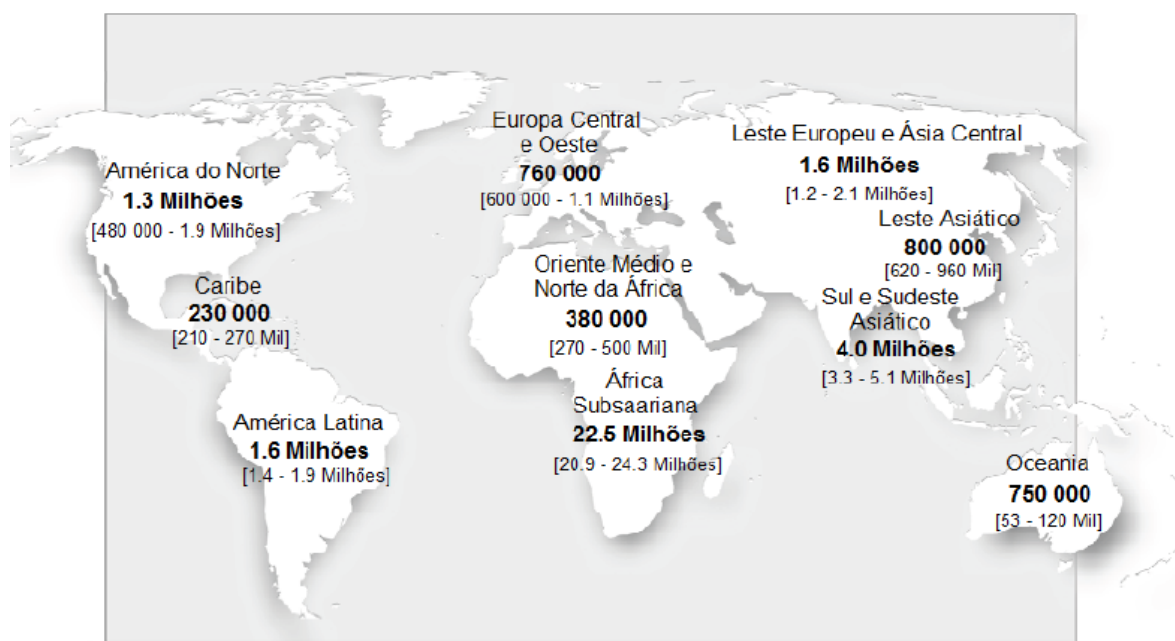 América do Norte
1.3 Milhões
[480 000 - 1.9 Milhões]
Caribe
230 000
[210 - 270 Mil]
América Latina
1.6 Milhões
[1.4 - 1.9 Milhões]
Europa Central
e Oeste
760 000
[600 000 - 1.1 Milhões]
Oriente Médio e
Norte da África
380 000
[270 - 500 Mil]
África
Subsaariana
22.5 Milhões
[20.9 - 24.3 Milhões]
Leste Europeu e Ásia Central
1.6 Milhões
[1.2 - 2.1 Milhões]
Leste Asiático
800 000
[620 - 960 Mil]
Sul e Sudeste
Asiático
4.0 Milhões
[3.3 - 5.1 Milhões]
Oceania
750 000
[53 - 120 Mil]